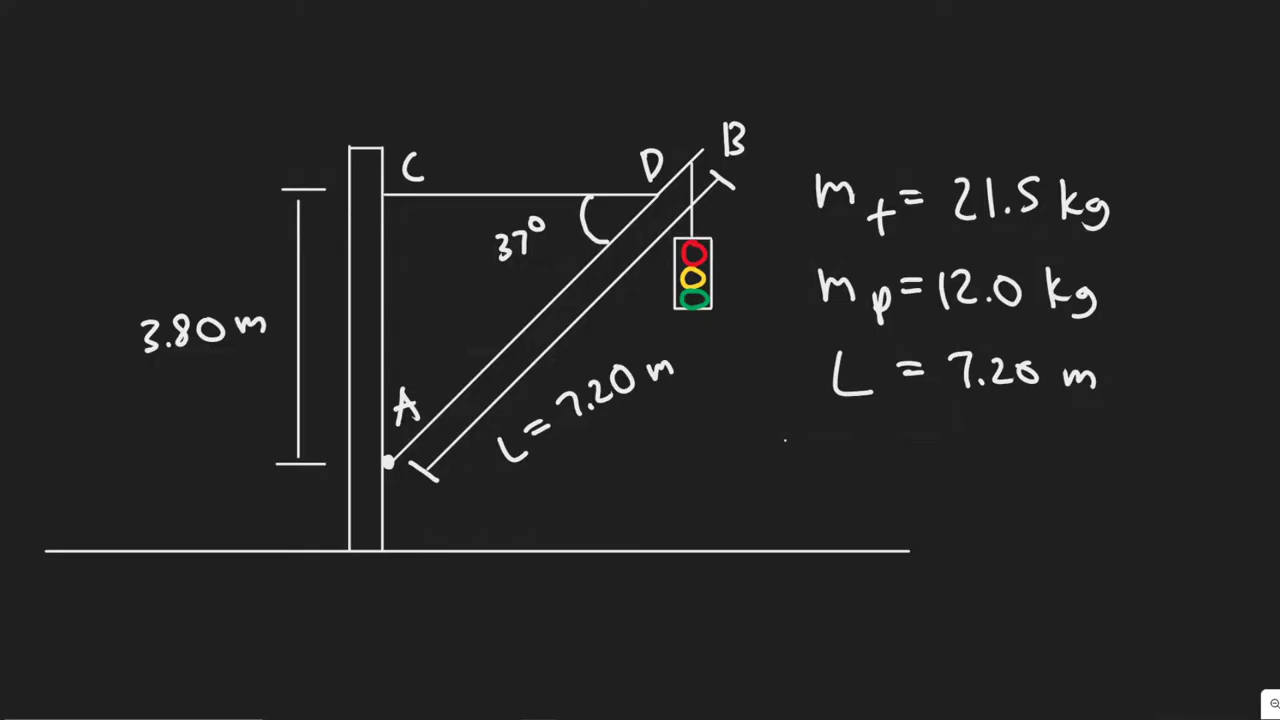 B
C
D
37°
3.80 m
A
L = 7.20 m
m_t = 21.5 kg
m_p = 12.0 kg
L = 7.20 m